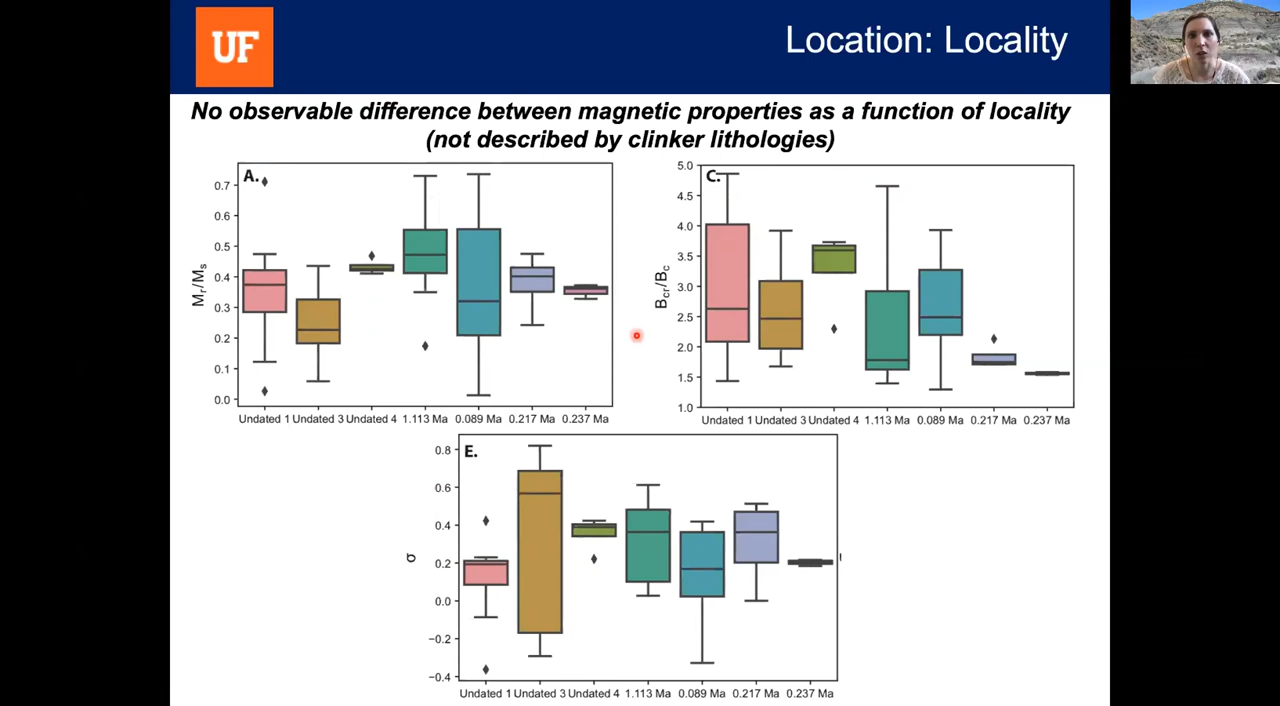 UF
Location: Locality
No observable difference between magnetic properties as a function of locality
(not described by clinker lithologies)
A.
Mr/Ms
0.7
0.6
0.5
0.4
0.3
0.2
0.1
0.0
Undated 1 Undated 3 Undated 4 1.113 Ma 0.089 Ma 0.217 Ma 0.237 Ma
C.
Bcr/Bc
5.0
4.5
4.0
3.5
3.0
2.5
2.0
1.5
1.0
Undated 1 Undated 3 Undated 4 1.113 Ma 0.089 Ma 0.217 Ma 0.237 Ma
E.
σ
0.8
0.6
0.4
0.2
0.0
−0.2
−0.4
Undated 1 Undated 3 Undated 4 1.113 Ma 0.089 Ma 0.217 Ma 0.237 Ma